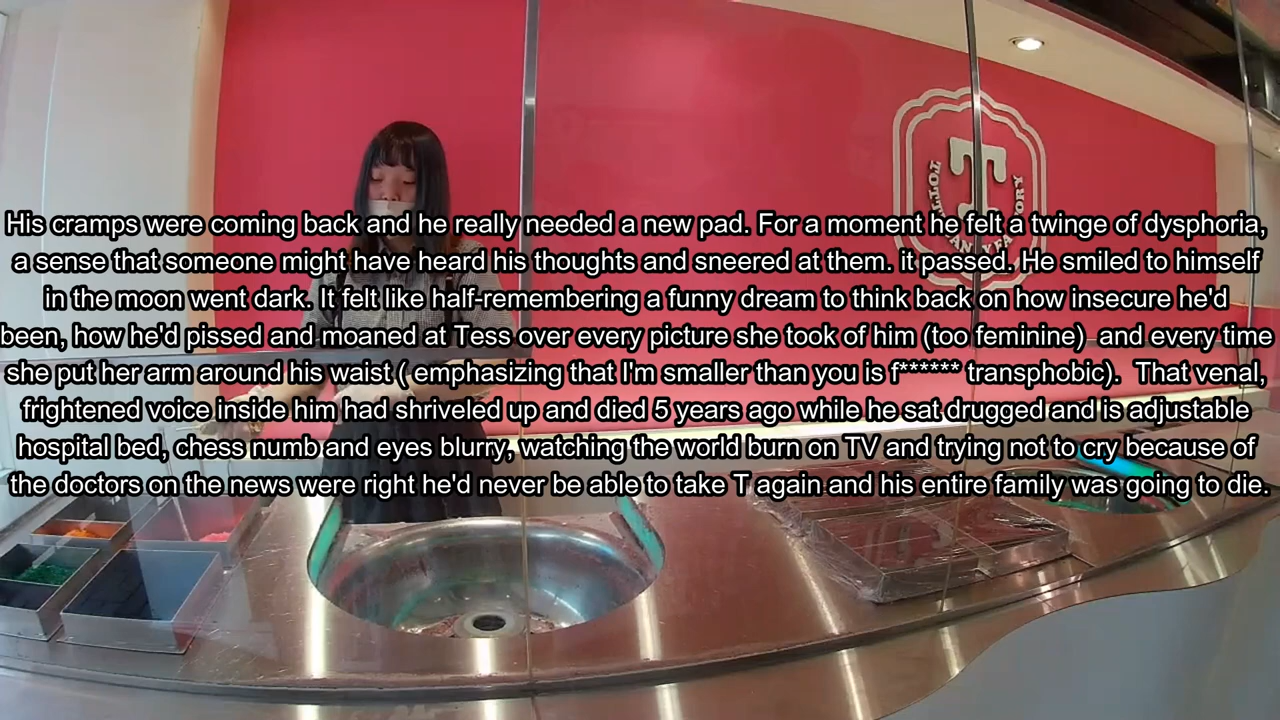 TOTTI
T
CANDY FACTORY
His cramps were coming back and he really needed a new pad. For a moment he felt a twinge of dysphoria,
a sense that someone might have heard his thoughts and sneered at them. it passed. He smiled to himself
in the moon went dark. It felt like half-remembering a funny dream to think back on how insecure he'd
been, how he'd pissed and moaned at Tess over every picture she took of him (too feminine) and every time
she put her arm around his waist ( emphasizing that I'm smaller than you is f****** transphobic). That venal,
frightened voice inside him had shriveled up and died 5 years ago while he sat drugged and is adjustable
hospital bed, chess numb and eyes blurry, watching the world burn on TV and trying not to cry because of
the doctors on the news were right he'd never be able to take T again and his entire family was going to die.